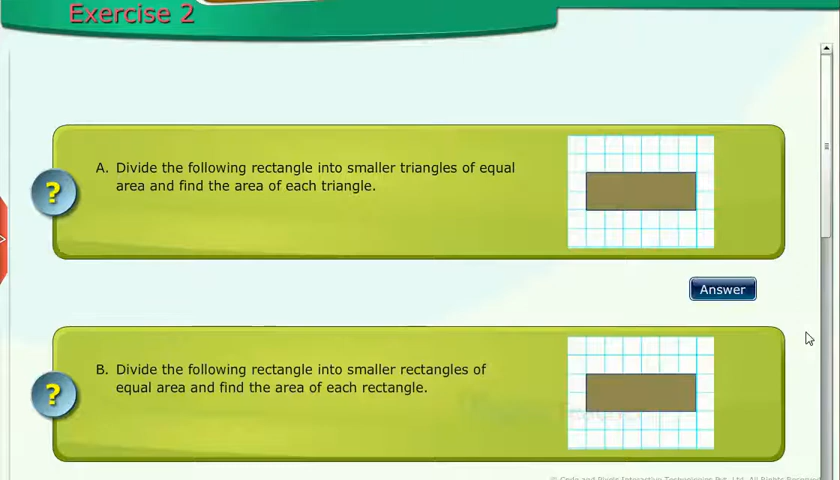 Exercise 2
A. Divide the following rectangle into smaller triangles of equal
area and find the area of each triangle.
?
Answer
B. Divide the following rectangle into smaller rectangles of
equal area and find the area of each rectangle.
?